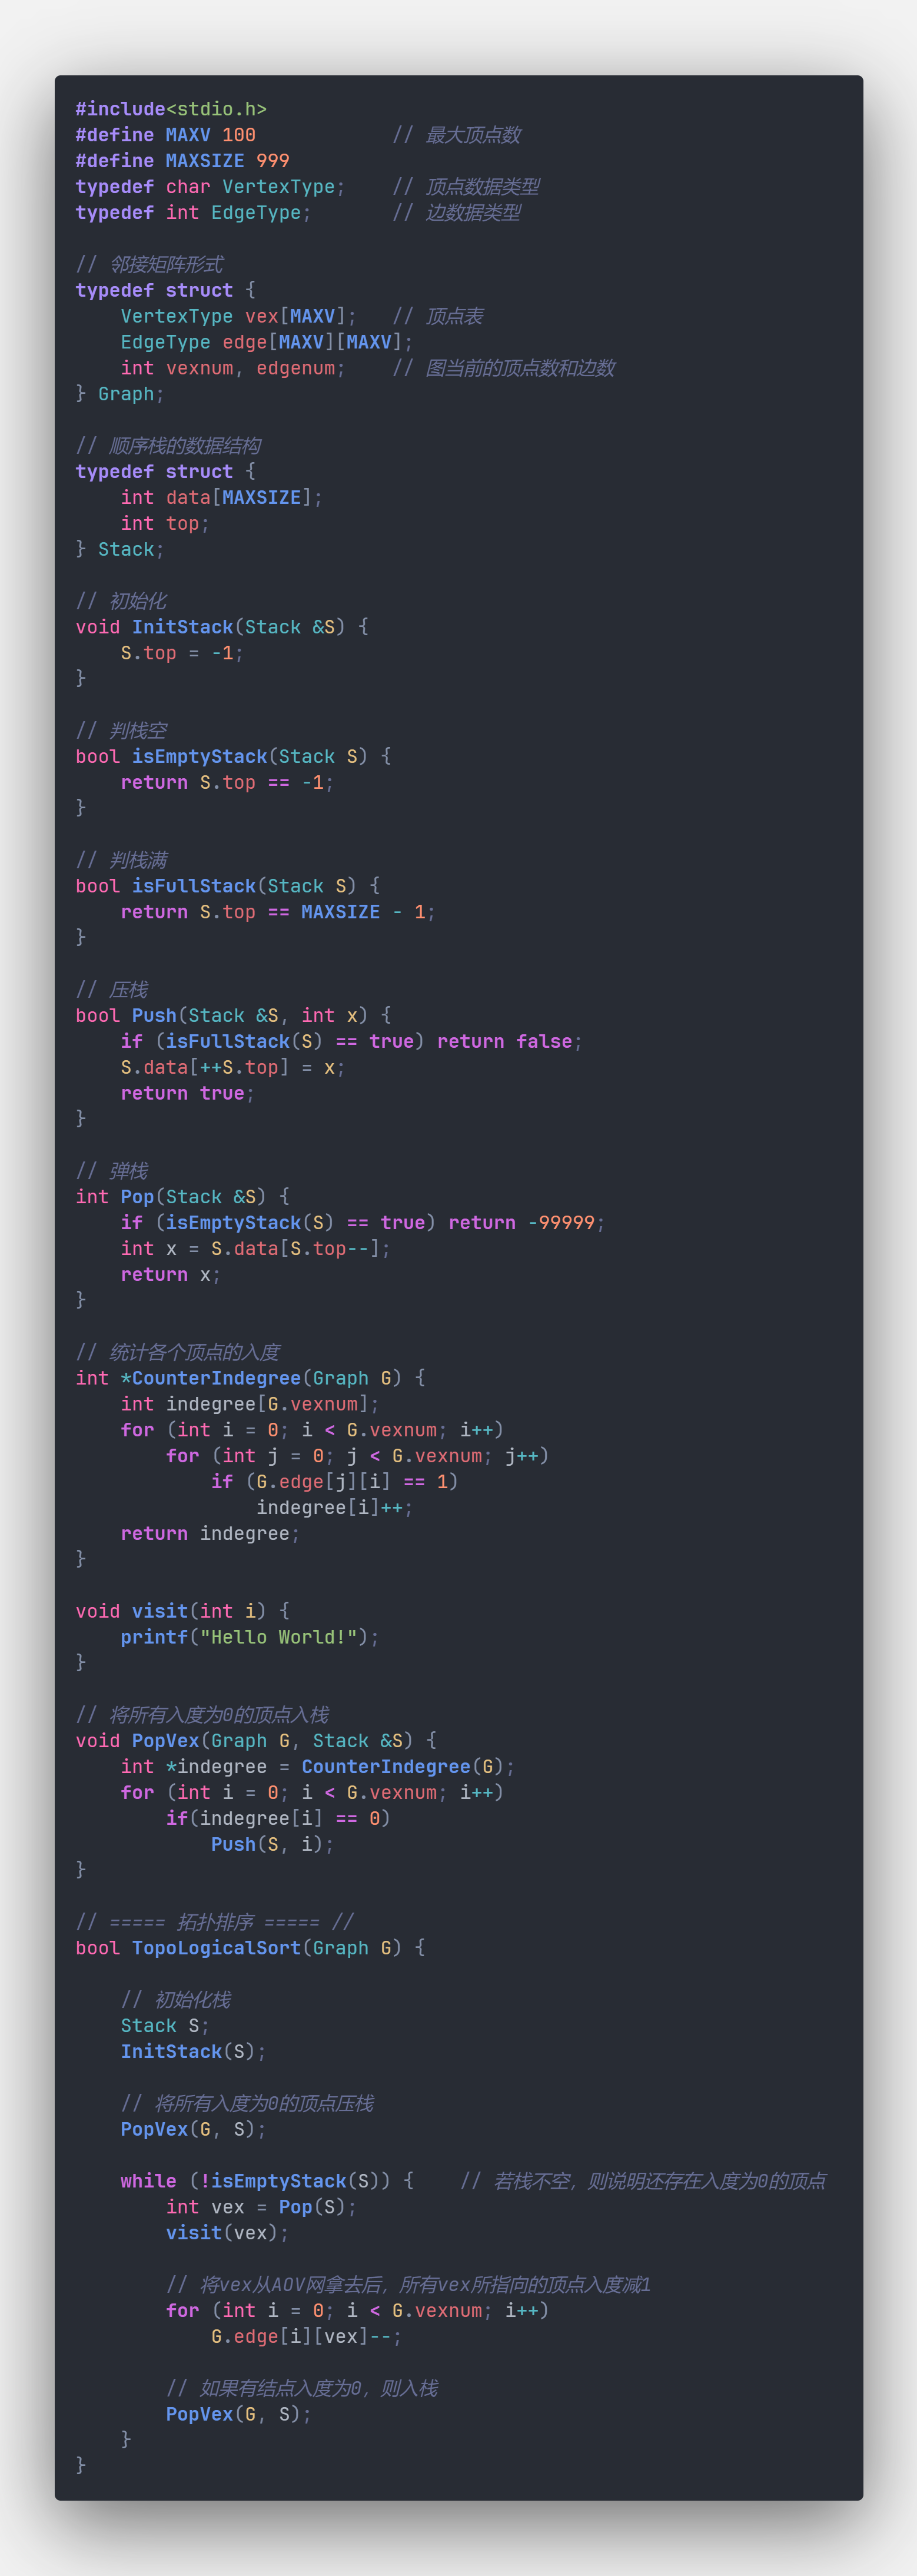 #include<stdio.h>
#define MAXV 100            // 最大顶点数
#define MAXSIZE 999
typedef char VertexType;    // 顶点数据类型
typedef int EdgeType;       // 边数据类型

// 邻接矩阵形式
typedef struct {
    VertexType vex[MAXV];   // 顶点表
    EdgeType edge[MAXV][MAXV];
    int vexnum, edgenum;    // 图当前的顶点数和边数
} Graph;

// 顺序栈的数据结构
typedef struct {
    int data[MAXSIZE];
    int top;
} Stack;

// 初始化
void InitStack(Stack &S) {
    S.top = -1;
}

// 判栈空
bool isEmptyStack(Stack S) {
    return S.top == -1;
}

// 判栈满
bool isFullStack(Stack S) {
    return S.top == MAXSIZE - 1;
}

// 压栈
bool Push(Stack &S, int x) {
    if (isFullStack(S) == true) return false;
    S.data[++S.top] = x;
    return true;
}

// 弹栈
int Pop(Stack &S) {
    if (isEmptyStack(S) == true) return -99999;
    int x = S.data[S.top--];
    return x;
}

// 统计各个顶点的入度
int *CounterIndegree(Graph G) {
    int indegree[G.vexnum];
    for (int i = 0; i < G.vexnum; i++)
        for (int j = 0; j < G.vexnum; j++)
            if (G.edge[j][i] == 1)
                indegree[i]++;
    return indegree;
}

void visit(int i) {
    printf("Hello World!");
}

// 将所有入度为0的顶点入栈
void PopVex(Graph G, Stack &S) {
    int *indegree = CounterIndegree(G);
    for (int i = 0; i < G.vexnum; i++)
        if(indegree[i] == 0)
            Push(S, i);
}

// ===== 拓扑排序 ===== //
bool TopoLogicalSort(Graph G) {

    // 初始化栈
    Stack S;
    InitStack(S);

    // 将所有入度为0的顶点压栈
    PopVex(G, S);

    while (!isEmptyStack(S)) {    // 若栈不空，则说明还存在入度为0的顶点
        int vex = Pop(S);
        visit(vex);

        // 将vex从AOV网拿去后，所有vex所指向的顶点入度减1
        for (int i = 0; i < G.vexnum; i++)
            G.edge[i][vex]--;

        // 如果有结点入度为0，则入栈
        PopVex(G, S);
    }
}